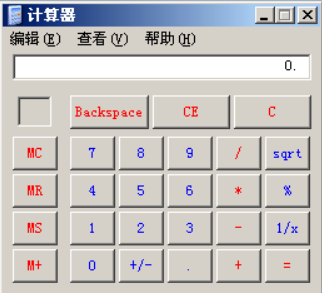 计算器
编辑(E) 查看(V) 帮助(H)
0.
Backspace CE C
MC 7 8 9 / sqrt
MR 4 5 6 * %
MS 1 2 3 - 1/x
M+ 0 +/- . + =